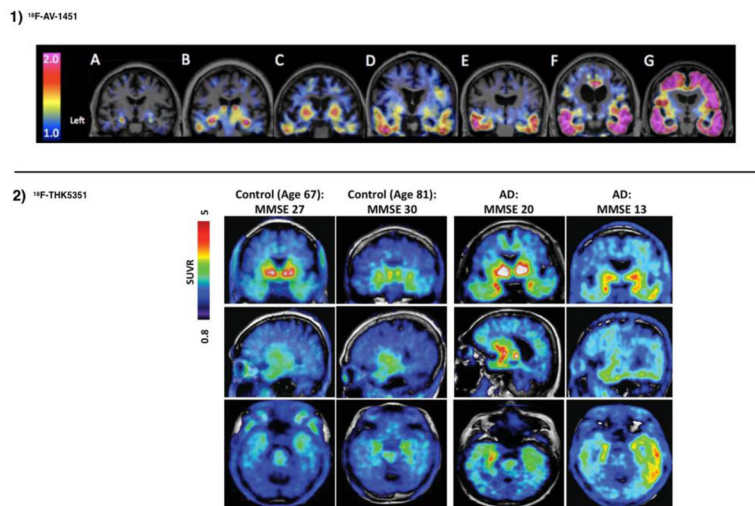 1) ¹⁸F-AV-1451
2.0
1.0
Left
A B C D E F G
2) ¹⁸F-THK5351
Control (Age 67):
MMSE 27
Control (Age 81):
MMSE 30
AD:
MMSE 20
AD:
MMSE 13
5
SUVR
0.8